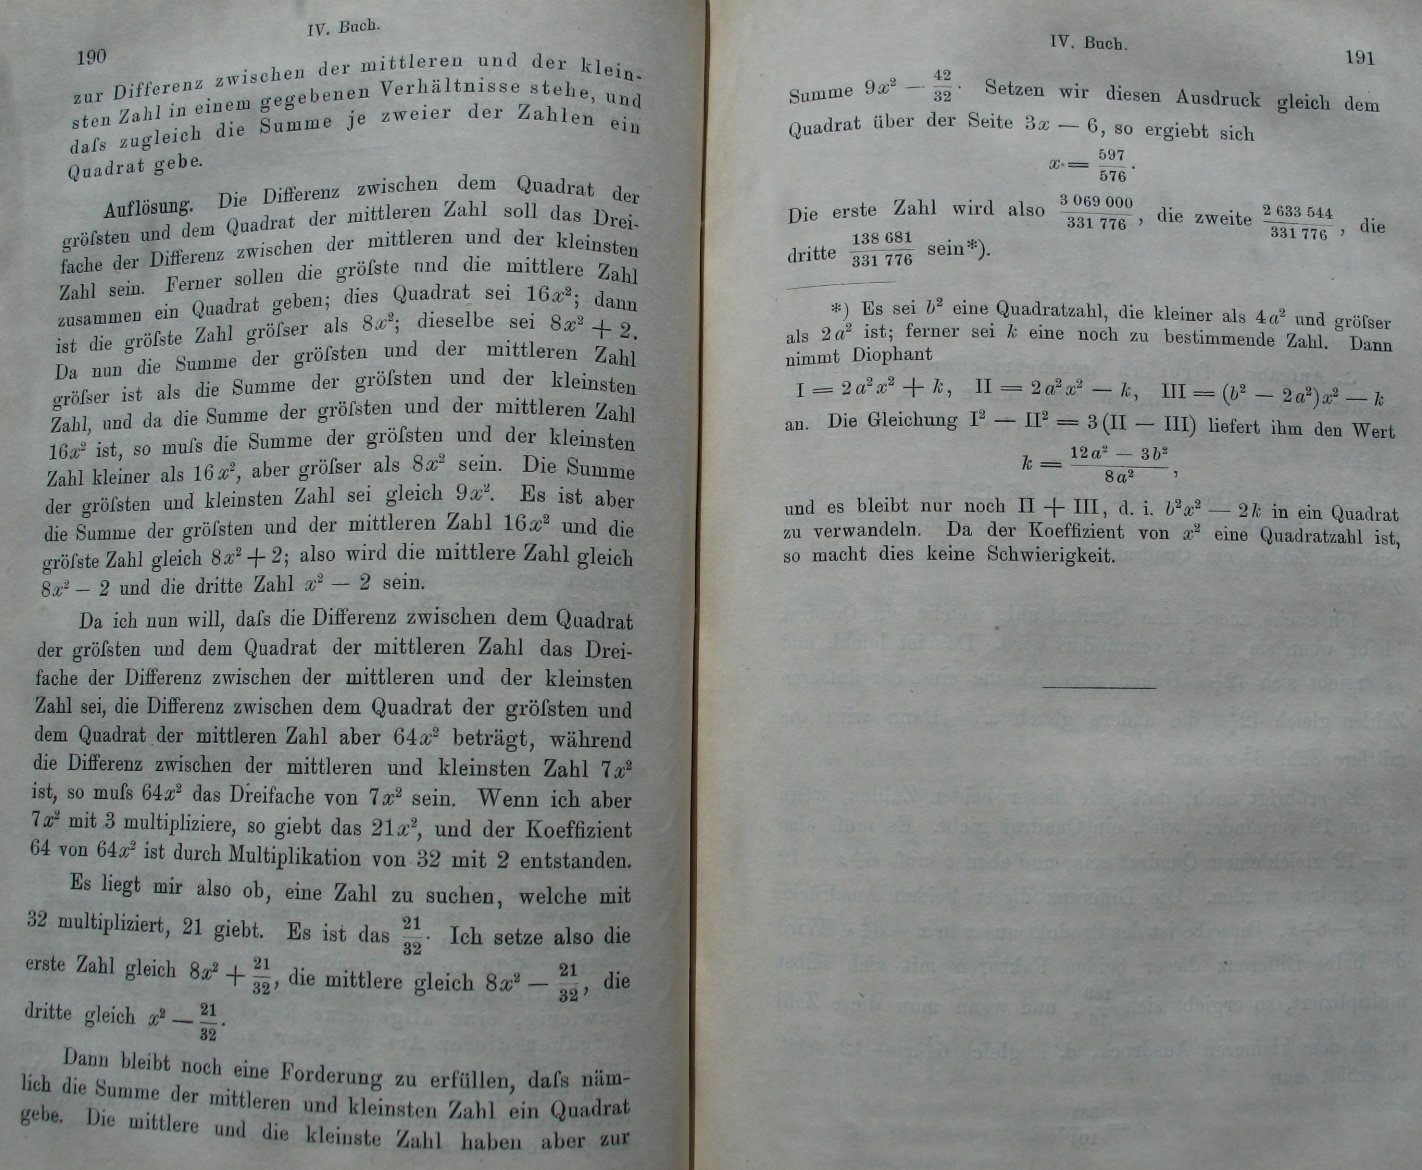 IV. Buch.
190
zur Differenz zwischen der mittleren und der klein-
sten Zahl in einem gegebenen Verhältnisse stehe, und
daſs zugleich die Summe je zweier der Zahlen ein
Quadrat gebe.
Auflösung. Die Differenz zwischen dem Quadrat der
gröſsten und dem Quadrat der mittleren Zahl soll das Drei-
fache der Differenz zwischen der mittleren und der kleinsten
Zahl sein. Ferner sollen die gröſste und die mittlere Zahl
zusammen ein Quadrat geben; dies Quadrat sei 16x²; dann
ist die gröſste Zahl gröſser als 8x²; dieselbe sei 8x² + 2.
Da nun die Summe der gröſsten und der mittleren Zahl
gröſser ist als die Summe der gröſsten und der kleinsten
Zahl, und da die Summe der gröſsten und der mittleren Zahl
16x² ist, so muſs die Summe der gröſsten und der kleinsten
Zahl kleiner als 16x², aber gröſser als 8x² sein. Die Summe
der gröſsten und kleinsten Zahl sei gleich 9x². Es ist aber
die Summe der gröſsten und der mittleren Zahl 16x² und die
gröſste Zahl gleich 8x² + 2; also wird die mittlere Zahl gleich
8x² — 2 und die dritte Zahl x² — 2 sein.
Da ich nun will, daſs die Differenz zwischen dem Quadrat
der gröſsten und dem Quadrat der mittleren Zahl das Drei-
fache der Differenz zwischen der mittleren und der kleinsten
Zahl sei, die Differenz zwischen dem Quadrat der gröſsten und
dem Quadrat der mittleren Zahl aber 64x² beträgt, während
die Differenz zwischen der mittleren und kleinsten Zahl 7x²
ist, so muſs 64x² das Dreifache von 7x² sein. Wenn ich aber
7x² mit 3 multipliziere, so giebt das 21x², und der Koeffizient
64 von 64x² ist durch Multiplikation von 32 mit 2 entstanden.
Es liegt mir also ob, eine Zahl zu suchen, welche mit
32 multipliziert, 21 giebt. Es ist das 21/32. Ich setze also die
erste Zahl gleich 8x² + 21/32, die mittlere gleich 8x² — 21/32, die
dritte gleich x² — 21/32.
Dann bleibt noch eine Forderung zu erfüllen, daſs näm-
lich die Summe der mittleren und kleinsten Zahl ein Quadrat
gebe. Die mittlere und die kleinste Zahl haben aber zur
IV. Buch.
191
Summe 9x² — 42/32. Setzen wir diesen Ausdruck gleich dem
Quadrat über der Seite 3x — 6, so ergiebt sich
x = 597/576.
Die erste Zahl wird also 3 069 000/331 776, die zweite 2 633 544/331 776, die
dritte 138 681/331 776 sein*).
*) Es sei b² eine Quadratzahl, die kleiner als 4a² und gröſser
als 2a² ist; ferner sei k eine noch zu bestimmende Zahl. Dann
nimmt Diophant
I = 2a²x² + k, II = 2a²x² — k, III = (b² — 2a²)x² — k
an. Die Gleichung I² — II² = 3(II — III) liefert ihm den Wert
k = 12a² — 3b²/8a²,
und es bleibt nur noch II + III, d. i. b²x² — 2k in ein Quadrat
zu verwandeln. Da der Koeffizient von x² eine Quadratzahl ist,
so macht dies keine Schwierigkeit.